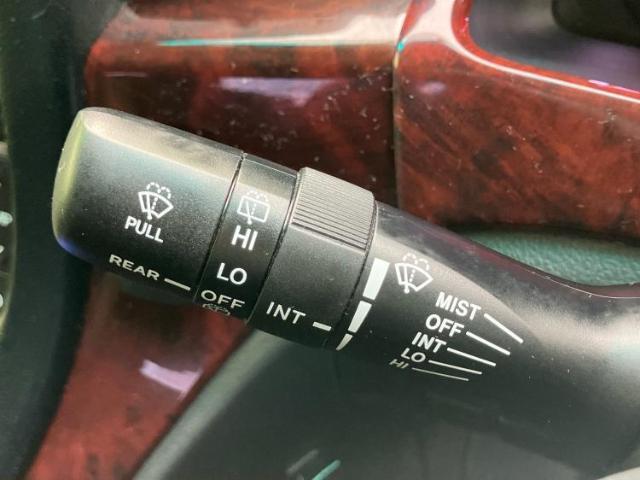 PULL
REAR
HI
LO
OFF
INT
MIST
OFF
INT
LO
HI